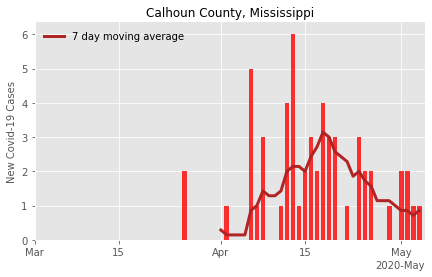 Calhoun County, Mississippi
7 day moving average
New Covid-19 Cases
6
5
4
3
2
1
0
Mar
15
Apr
15
May
2020-May